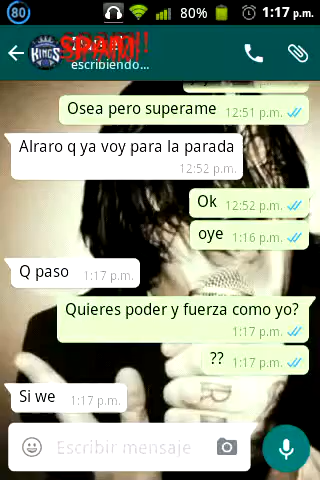 80 80% 1:17 p.m.
KINGS SPAM!!
escribiendo...
Osea pero superame 12:51 p.m.
Alraro q ya voy para la parada
12:52 p.m.
Ok 12:52 p.m.
oye 1:16 p.m.
Q paso 1:17 p.m.
Quieres poder y fuerza como yo?
1:17 p.m.
?? 1:17 p.m.
Si we 1:17 p.m.
Escribir mensaje